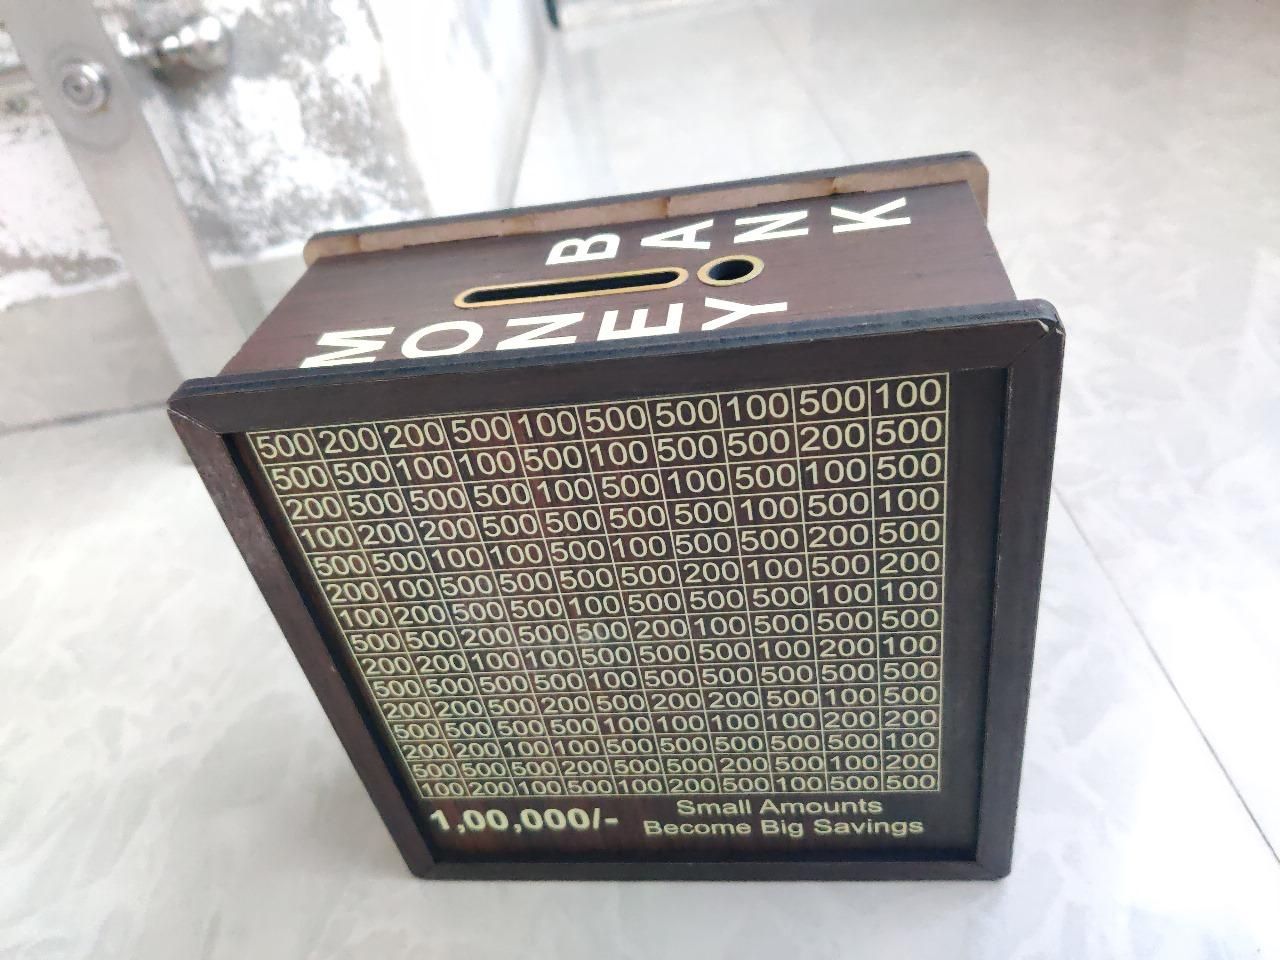 BANK
MONEY
500 200 200 500 100 500 500 100 500 100
500 500 100 100 500 100 500 500 200 500
200 500 500 500 100 500 100 500 100 500
100 200 200 500 500 500 500 100 500 100
500 500 100 100 500 100 500 500 200 500
200 100 500 500 500 500 200 100 500 200
100 200 500 500 100 500 500 500 100 100
500 500 200 500 500 200 100 500 500 500
200 200 100 100 500 500 500 100 200 100
500 500 500 500 100 500 500 500 500 500
200 200 500 200 500 200 200 500 100 500
500 500 500 500 100 100 100 100 200 200
200 200 100 100 500 500 500 500 500 100
500 500 500 200 500 500 200 500 100 200
100 200 100 500 100 200 500 100 500 500
1,00,000/-
Small Amounts
Become Big Savings